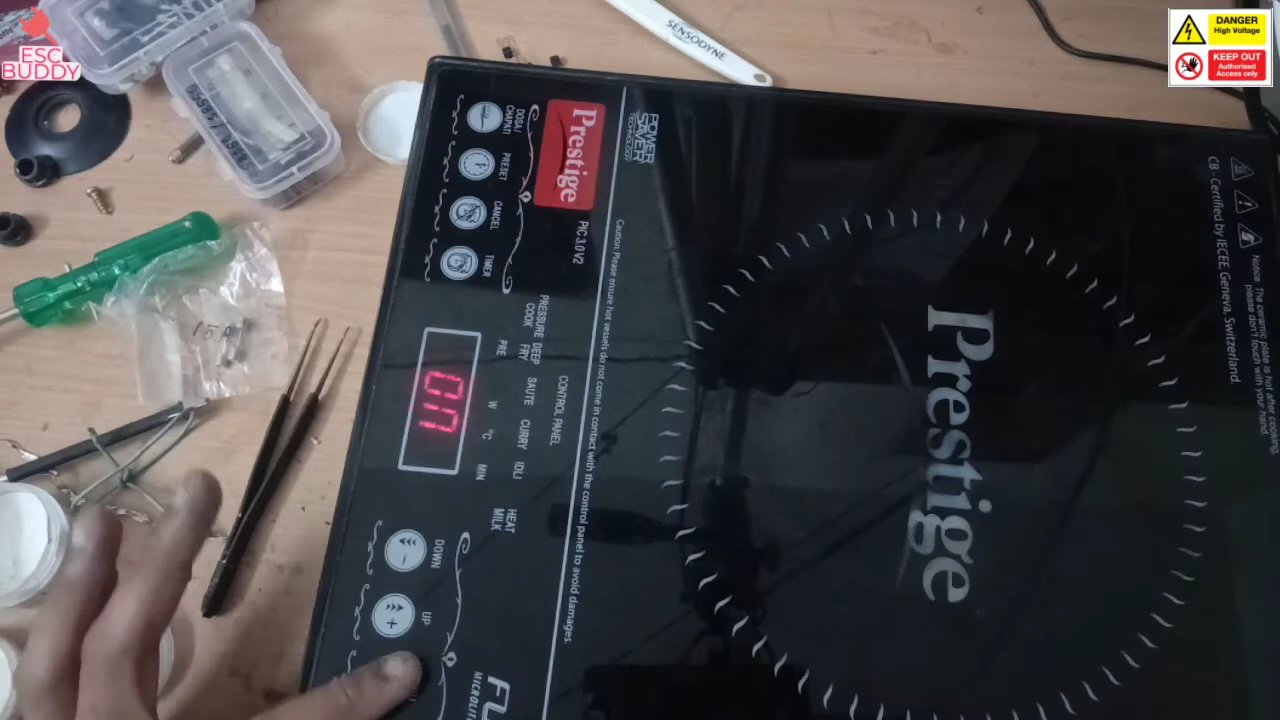 ESC
BUDDY
DANGER
High Voltage
KEEP OUT
Authorised
Access only
SENSODYNE
DOSA/
CHAPATI
PRESET
CANCEL
TIMER
Prestige
PIC 3.0 V2
POWER
SAVER
TECHNOLOGY
Caution: Please ensure hot vessels do not come in contact with the control panel to avoid damages.
CONTROL PANEL
PRESSURE
COOK
DEEP
FRY
SAUTE
CURRY
IDLI
HEAT
MILK
PRE
W
°C
MIN
ON
DOWN
UP
Prestige
CB - Certified by IECEE, Geneva, Switzerland.
Notice: The ceramic plate is hot after cooking,
please don't touch with your hand.